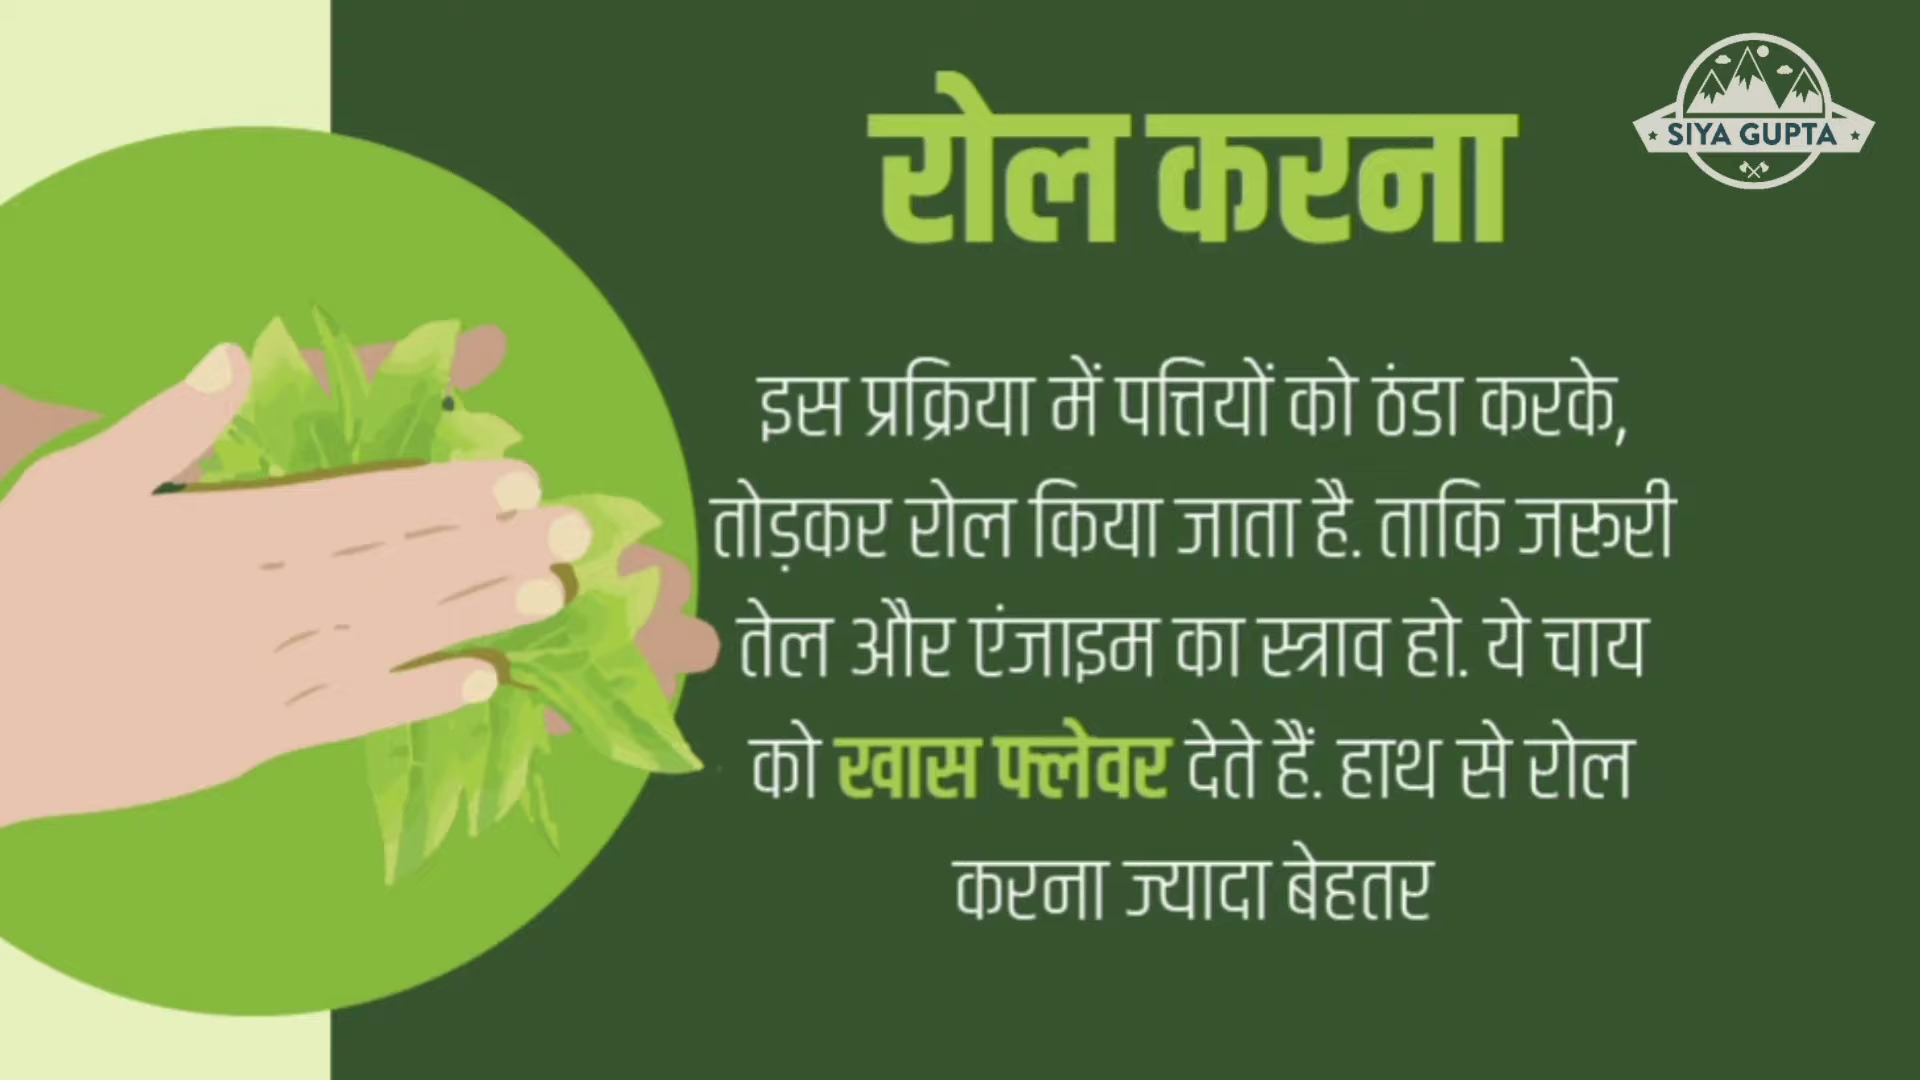 रोल करना
SIYA GUPTA
इस प्रक्रिया में पत्तियों को ठंडा करके,
तोड़कर रोल किया जाता है. ताकि जरूरी
तेल और एंजाइम का स्त्राव हो. ये चाय
को खास फ्लेवर देते हैं. हाथ से रोल
करना ज्यादा बेहतर